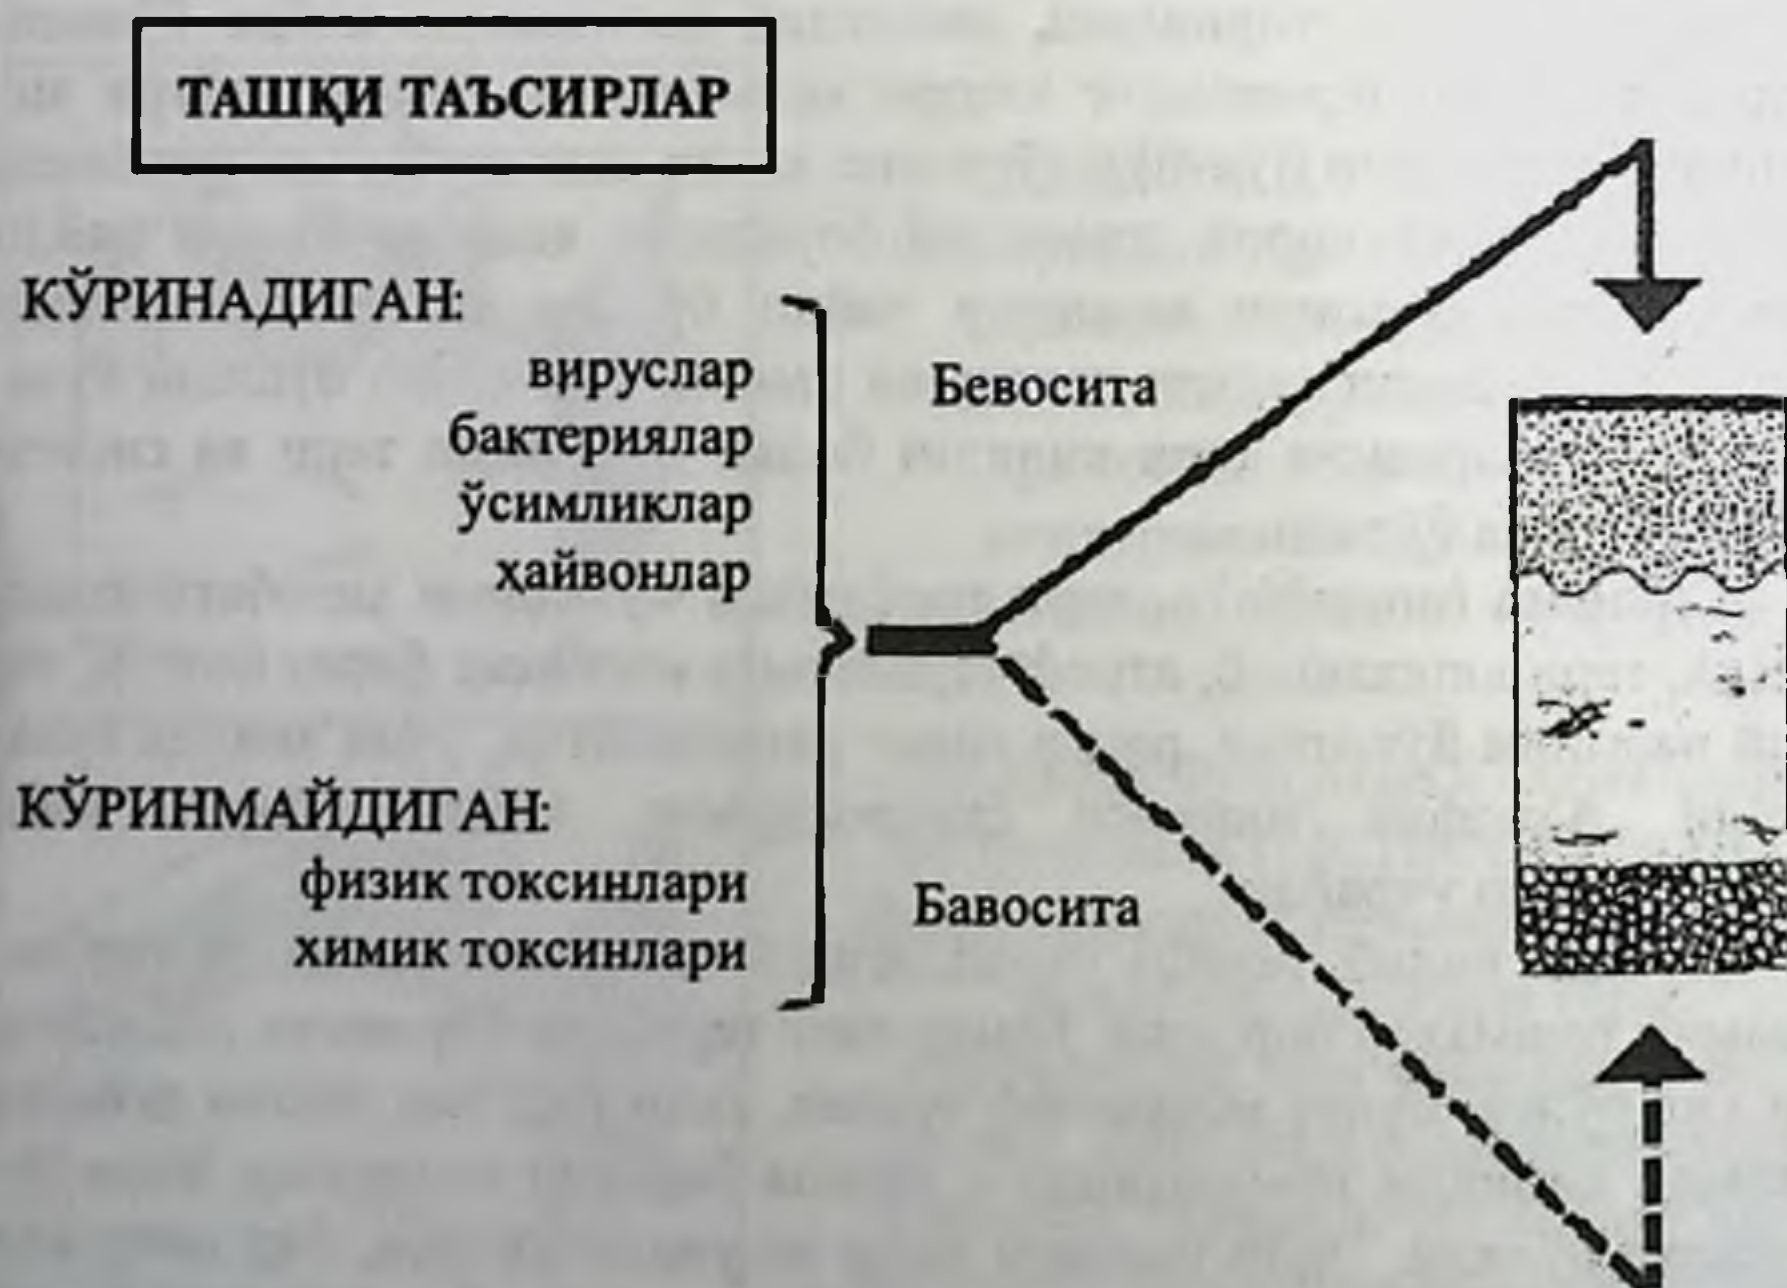 ТАШҚИ ТАЪСИРЛАР
КЎРИНАДИГАН:
вируслар
бактериялар
ўсимликлар
ҳайвонлар
Бевосита
КЎРИНМАЙДИГАН:
физик токсинлари
химик токсинлари
Бавосита